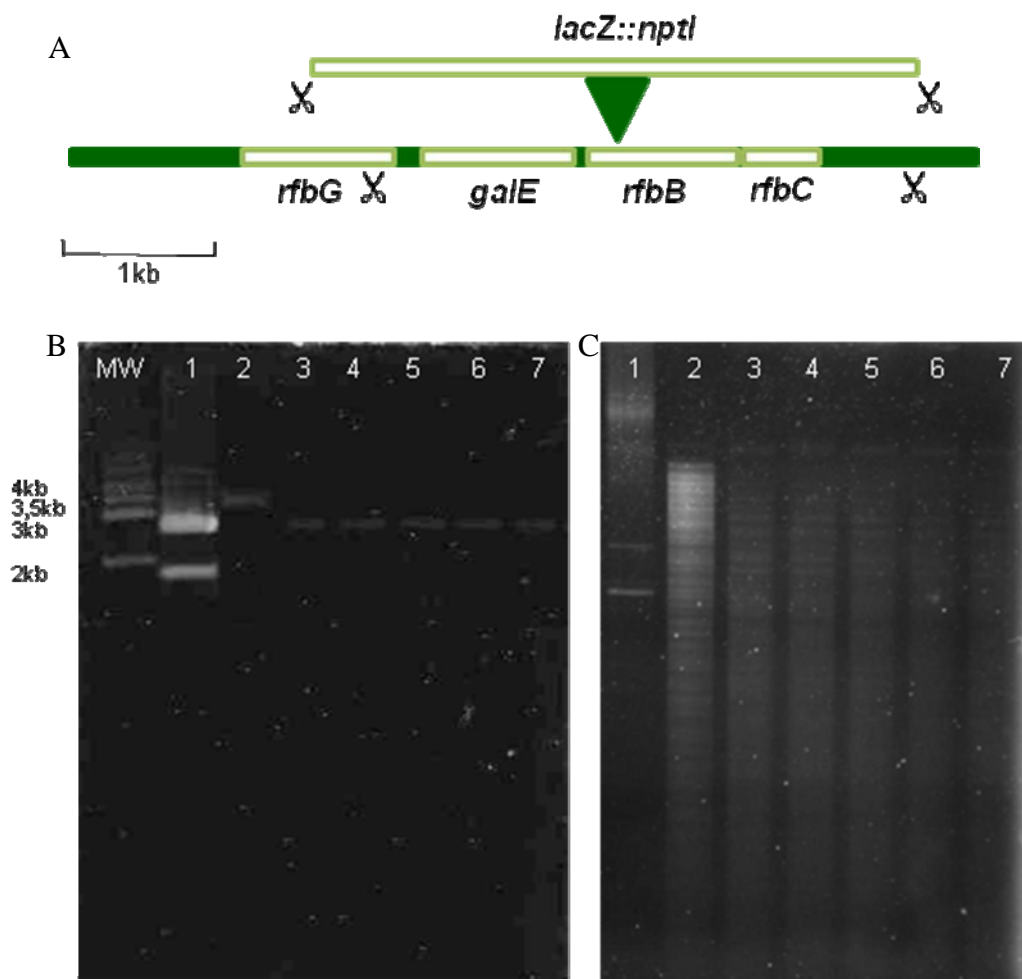 A
lacZ::nptI
rfbG galE rfbB rfbC
1kb
B
MW 1 2 3 4 5 6 7
4kb
3,5kb
3kb
2kb
C
1 2 3 4 5 6 7